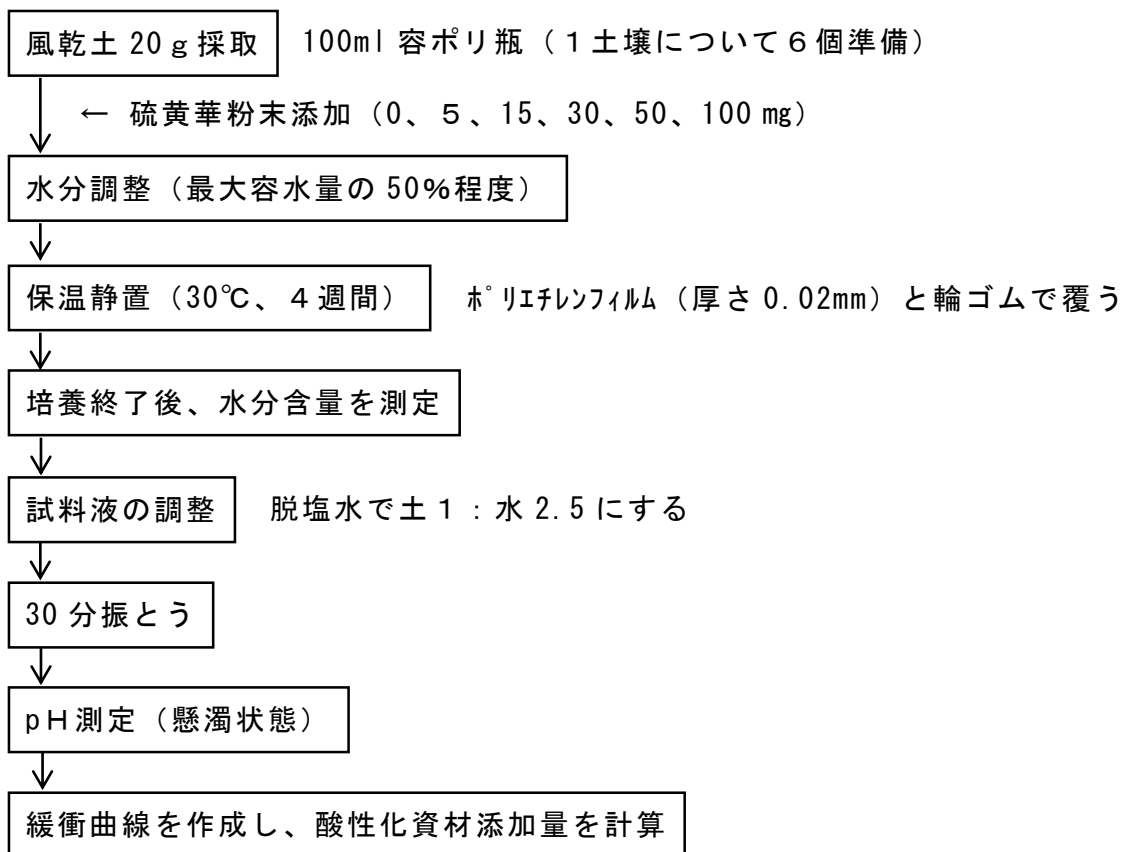 風乾土 20ｇ採取 100ml 容ポリ瓶（１土壌について６個準備）
← 硫黄華粉末添加（0、５、15、30、50、100 ㎎）
水分調整（最大容水量の 50％程度）
保温静置（30℃、４週間） ﾎﾟﾘｴﾁﾚﾝﾌｨﾙﾑ（厚さ 0.02mm）と輪ゴムで覆う
培養終了後、水分含量を測定
試料液の調整 脱塩水で土１：水 2.5 にする
30 分振とう
pＨ測定（懸濁状態）
緩衝曲線を作成し、酸性化資材添加量を計算